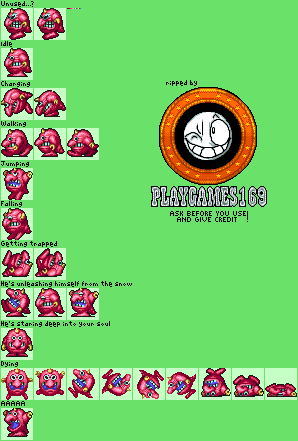 Unused..?
Idle
Changing
ripped by
Walking
Jumping
PLAYGAMES169
Falling
ASK BEFORE YOU USE
AND GIVE CREDIT !
Getting trapped
He's unleashing himself from the snow
He's staring deep into your soul
Dying
AAAAA